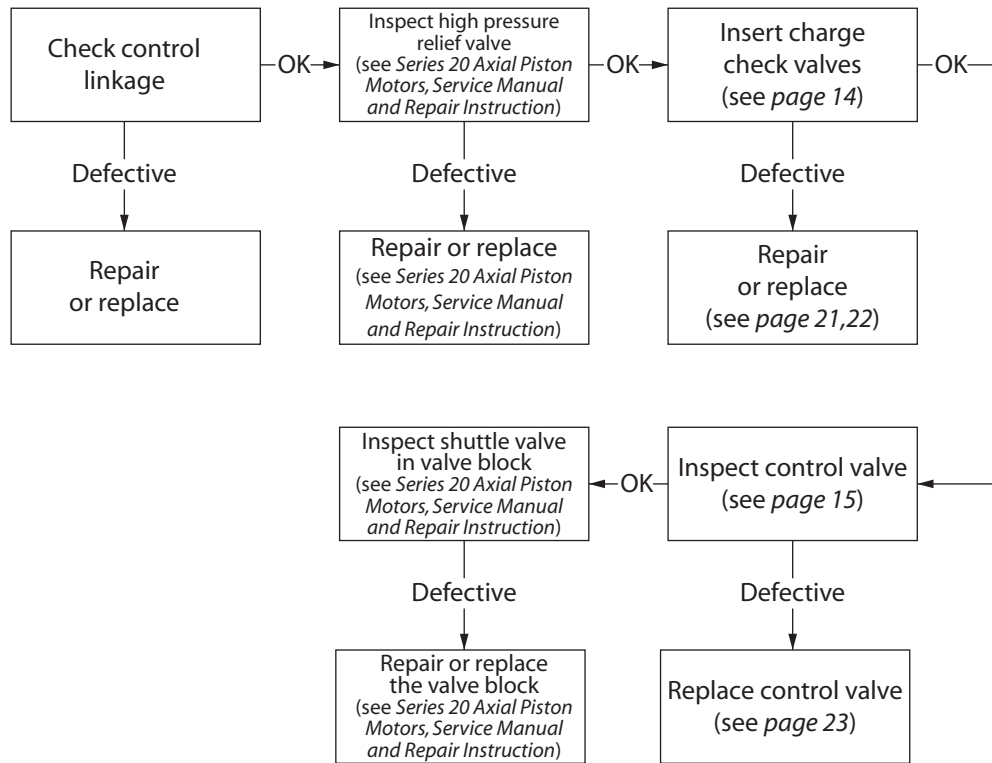 Check control
linkage
OK
Inspect high pressure
relief valve
(see Series 20 Axial Piston
Motors, Service Manual
and Repair Instruction)
OK
Insert charge
check valves
(see page 14)
OK
Defective
Defective
Defective
Repair
or replace
Repair or replace
(see Series 20 Axial Piston
Motors, Service Manual
and Repair Instruction)
Repair
or replace
(see page 21,22)
Inspect shuttle valve
in valve block
(see Series 20 Axial Piston
Motors, Service Manual
and Repair Instruction)
OK
Inspect control valve
(see page 15)
Defective
Defective
Repair or replace
the valve block
(see Series 20 Axial Piston
Motors, Service Manual
and Repair Instruction)
Replace control valve
(see page 23)